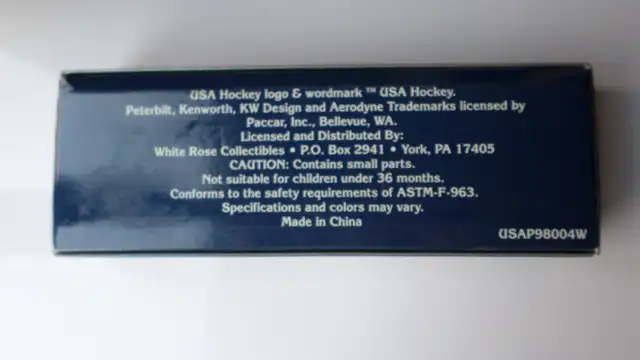 USA Hockey logo & wordmark ™ USA Hockey.
Peterbilt, Kenworth, KW Design and Aerodyne Trademarks licensed by
Paccar, Inc., Bellevue, WA.
Licensed and Distributed By:
White Rose Collectibles • P.O. Box 2941 • York, PA 17405
CAUTION: Contains small parts.
Not suitable for children under 36 months.
Conforms to the safety requirements of ASTM-F-963.
Specifications and colors may vary.
Made in China
USAP98004W